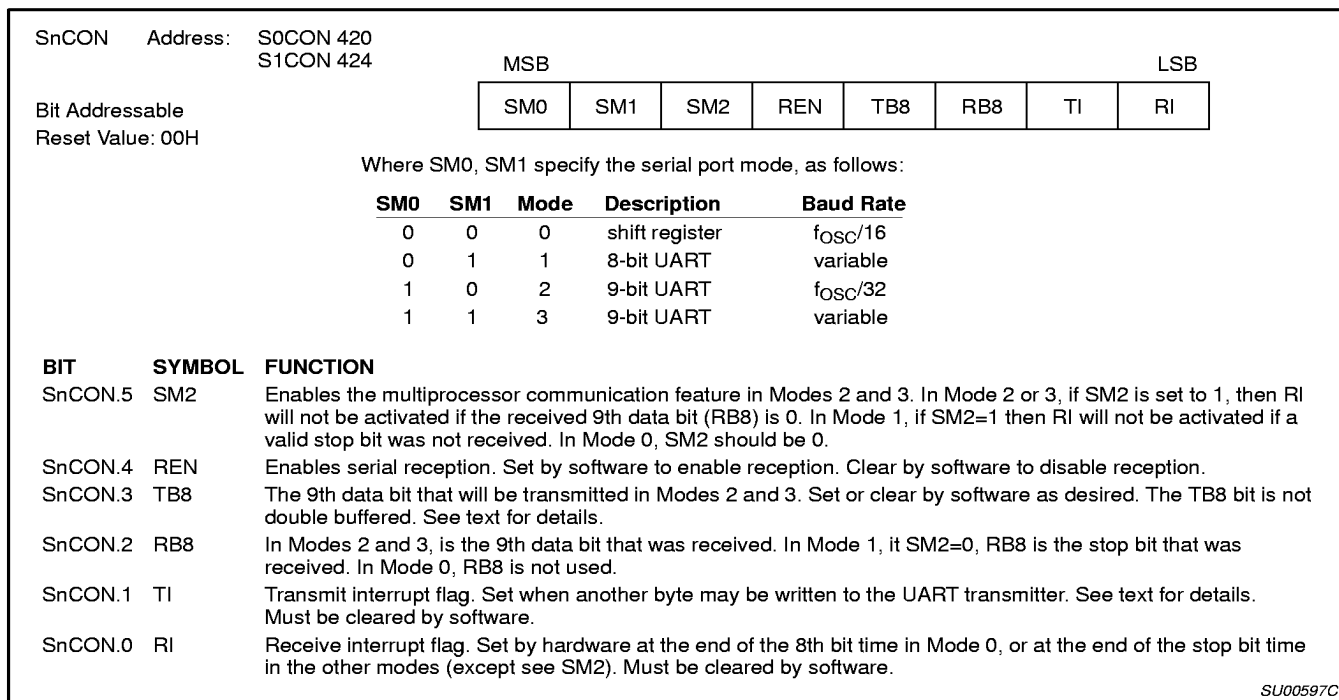 SnCON Address: S0CON 420
S1CON 424
MSB LSB
Bit Addressable
Reset Value: 00H
SM0 SM1 SM2 REN TB8 RB8 TI RI
Where SM0, SM1 specify the serial port mode, as follows:
SM0 SM1 Mode Description Baud Rate
0 0 0 shift register fOSC/16
0 1 1 8-bit UART variable
1 0 2 9-bit UART fOSC/32
1 1 3 9-bit UART variable
BIT SYMBOL FUNCTION
SnCON.5 SM2 Enables the multiprocessor communication feature in Modes 2 and 3. In Mode 2 or 3, if SM2 is set to 1, then RI
will not be activated if the received 9th data bit (RB8) is 0. In Mode 1, if SM2=1 then RI will not be activated if a
valid stop bit was not received. In Mode 0, SM2 should be 0.
SnCON.4 REN Enables serial reception. Set by software to enable reception. Clear by software to disable reception.
SnCON.3 TB8 The 9th data bit that will be transmitted in Modes 2 and 3. Set or clear by software as desired. The TB8 bit is not
double buffered. See text for details.
SnCON.2 RB8 In Modes 2 and 3, is the 9th data bit that was received. In Mode 1, it SM2=0, RB8 is the stop bit that was
received. In Mode 0, RB8 is not used.
SnCON.1 TI Transmit interrupt flag. Set when another byte may be written to the UART transmitter. See text for details.
Must be cleared by software.
SnCON.0 RI Receive interrupt flag. Set by hardware at the end of the 8th bit time in Mode 0, or at the end of the stop bit time
in the other modes (except see SM2). Must be cleared by software.
SU00597C